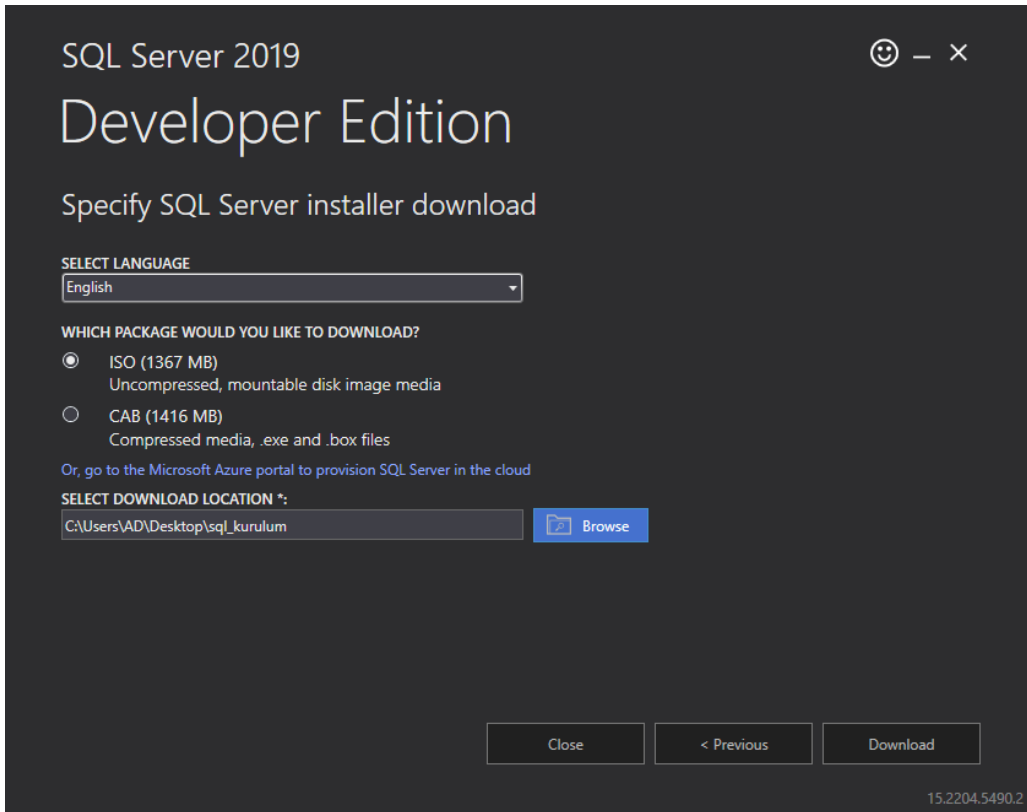 SQL Server 2019
Developer Edition
Specify SQL Server installer download
SELECT LANGUAGE
English
WHICH PACKAGE WOULD YOU LIKE TO DOWNLOAD?
ISO (1367 MB)
Uncompressed, mountable disk image media
CAB (1416 MB)
Compressed media, .exe and .box files
Or, go to the Microsoft Azure portal to provision SQL Server in the cloud
SELECT DOWNLOAD LOCATION *:
C:\Users\AD\Desktop\sql_kurulum
Browse
Close
< Previous
Download
15.2204.5490.2